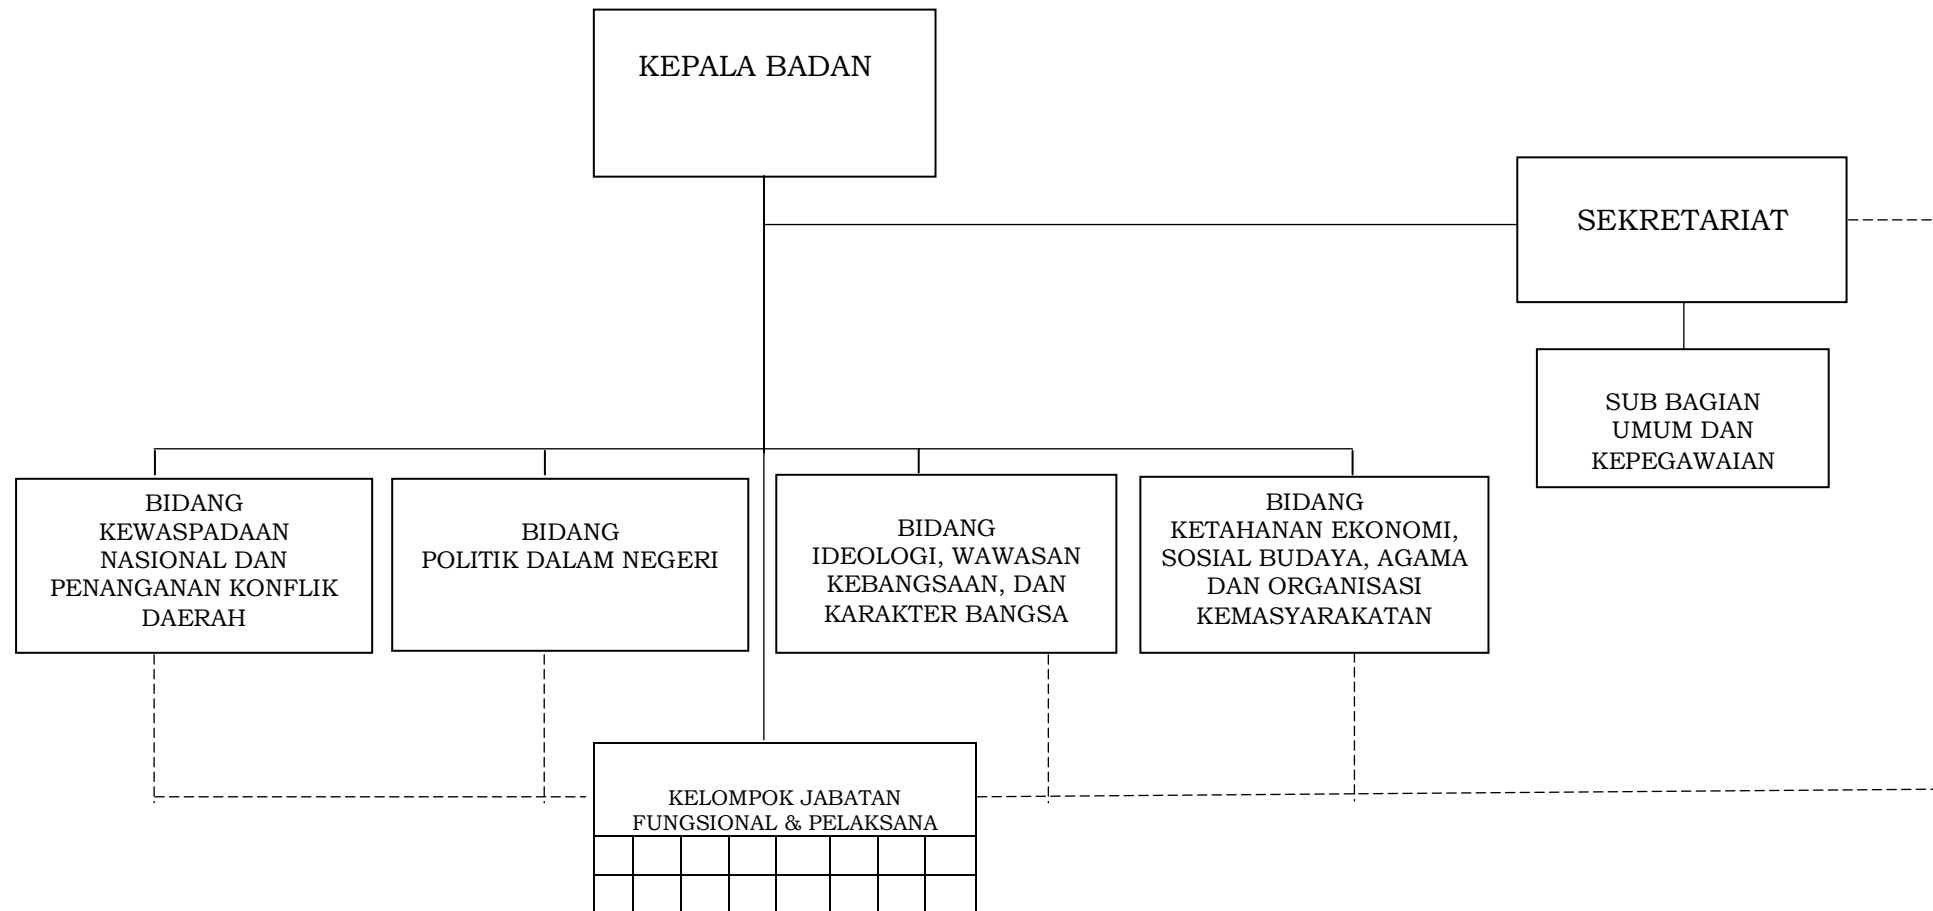 KEPALA BADAN
SEKRETARIAT
SUB BAGIAN
UMUM DAN
KEPEGAWAIAN
BIDANG
KEWASPADAAN
NASIONAL DAN
PENANGANAN KONFLIK
DAERAH
BIDANG
POLITIK DALAM NEGERI
BIDANG
IDEOLOGI, WAWASAN
KEBANGSAAN, DAN
KARAKTER BANGSA
BIDANG
KETAHANAN EKONOMI,
SOSIAL BUDAYA, AGAMA
DAN ORGANISASI
KEMASYARAKATAN
KELOMPOK JABATAN
FUNGSIONAL & PELAKSANA